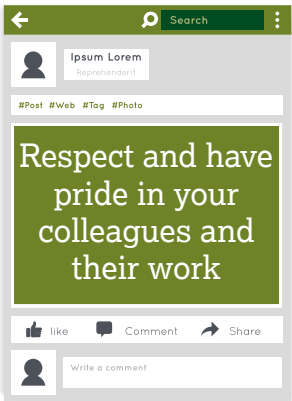 Search
Ipsum Lorem
Reprehenderit
#Post #Web #Tag #Photo
Respect and have
pride in your
colleagues and
their work
like Comment Share
Write a comment